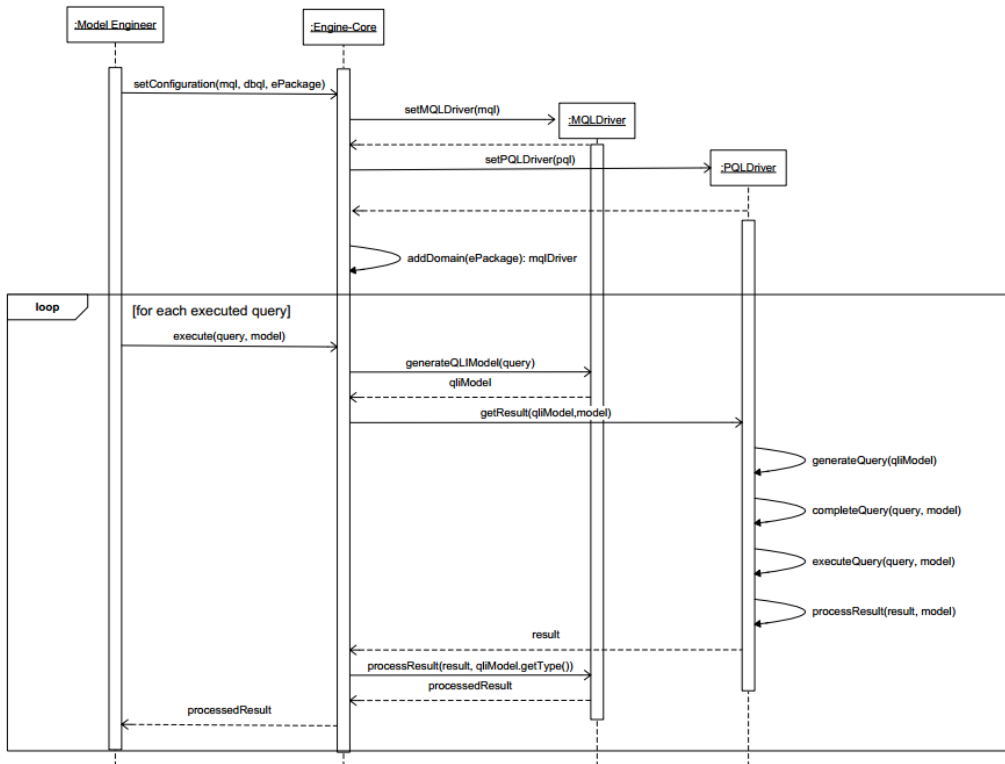 :Model Engineer
:Engine-Core
setConfiguration(mql, dbql, ePackage)
setMQLDriver(mql)
:MQLDriver
setPQLDriver(pql)
:PQLDriver
addDomain(ePackage): mqlDriver
loop
[for each executed query]
execute(query, model)
generateQLIModel(query)
qliModel
getResult(qliModel,model)
generateQuery(qliModel)
completeQuery(query, model)
executeQuery(query, model)
processResult(result, model)
result
processResult(result, qliModel.getType())
processedResult
processedResult